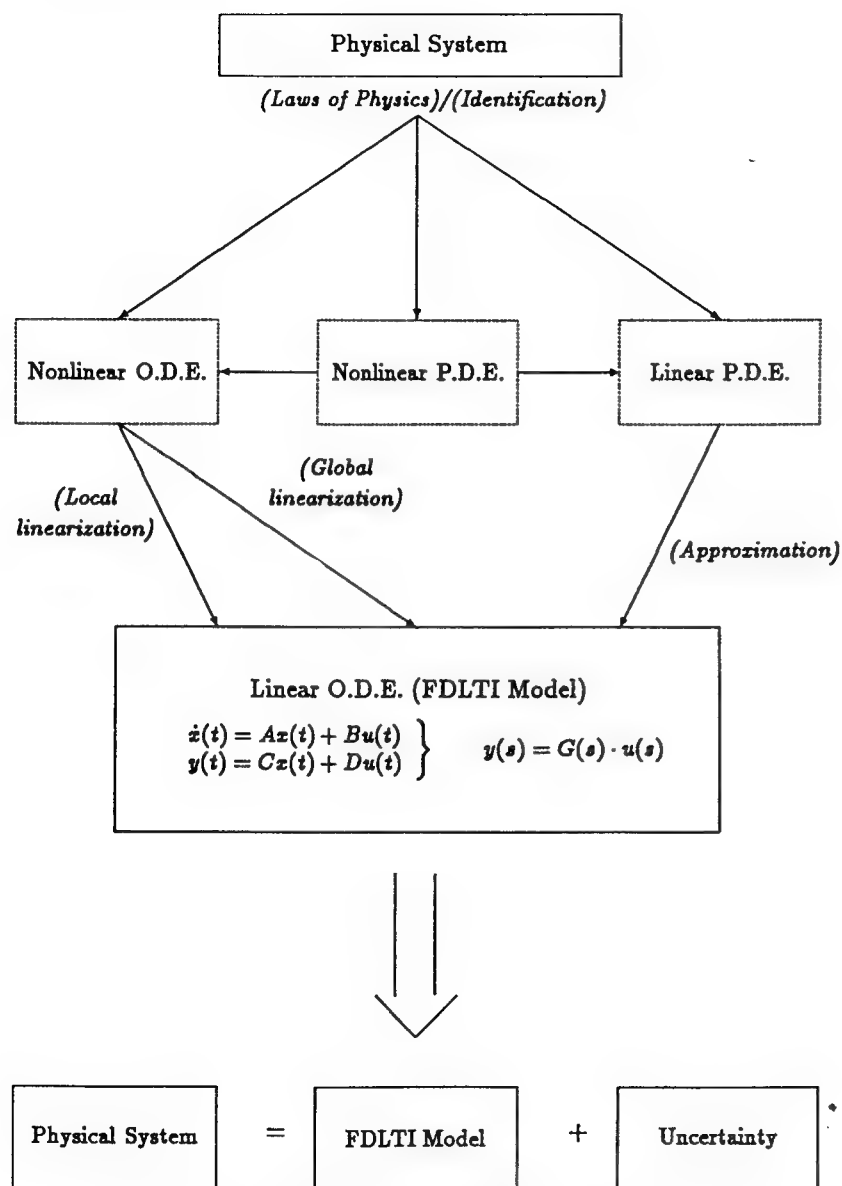 Physical System
(Laws of Physics)/(Identification)
Nonlinear O.D.E.
Nonlinear P.D.E.
Linear P.D.E.
(Local
linearization)
(Global
linearization)
(Approximation)
Linear O.D.E. (FDLTI Model)
ẋ(t) = Ax(t) + Bu(t)
y(t) = Cx(t) + Du(t)
y(s) = G(s) · u(s)
Physical System = FDLTI Model + Uncertainty